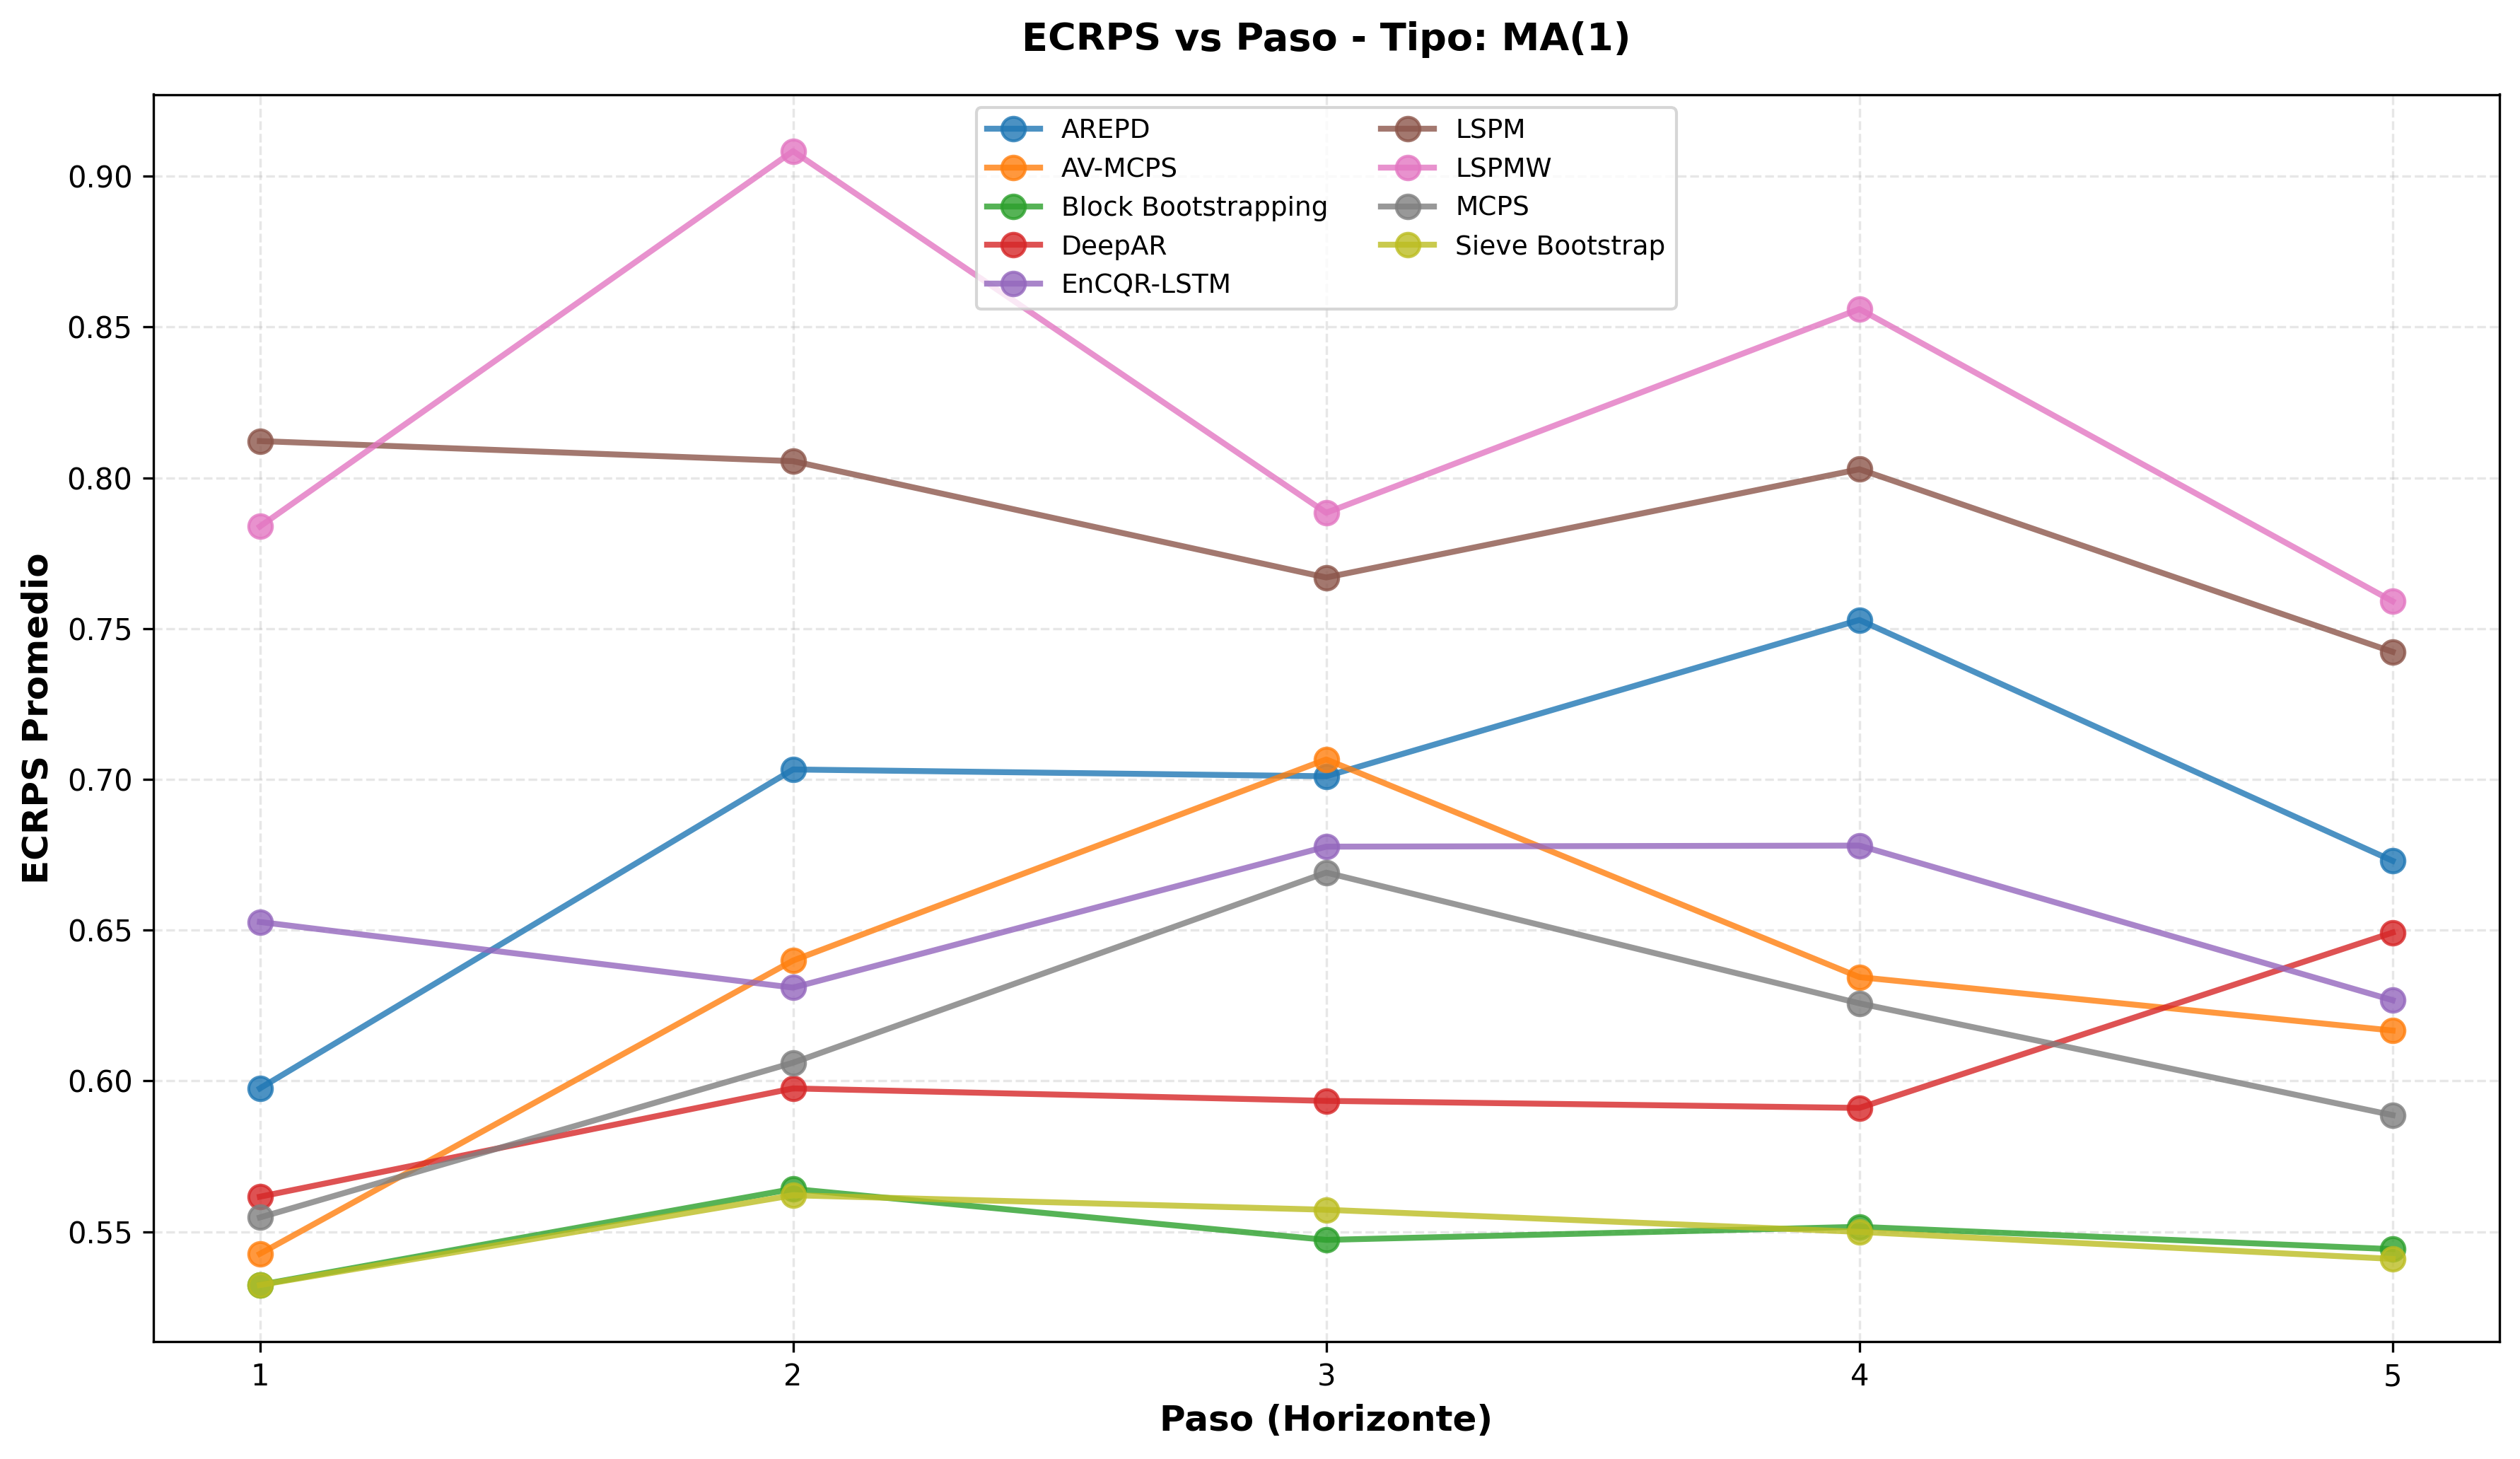 ECRPS vs Paso - Tipo: MA(1)
AREPD
AV-MCPS
Block Bootstrapping
DeepAR
EnCQR-LSTM
LSPM
LSPMW
MCPS
Sieve Bootstrap
ECRPS Promedio
0.90
0.85
0.80
0.75
0.70
0.65
0.60
0.55
1 2 3 4 5
Paso (Horizonte)